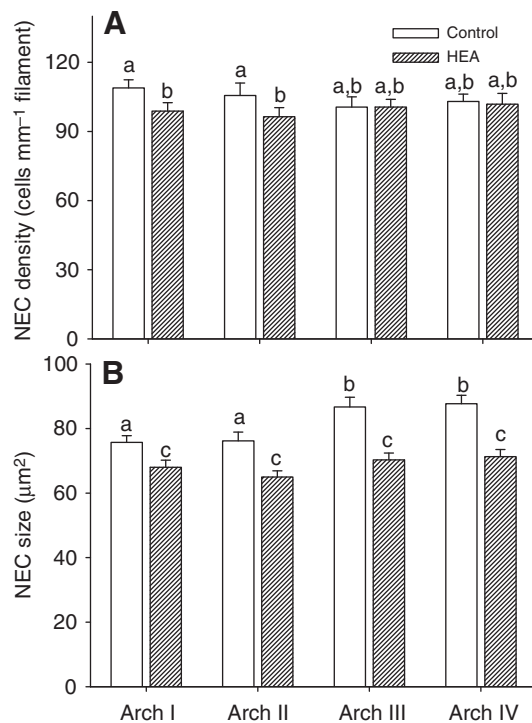 A
Control
HEA
NEC density (cells mm–1 filament)
120
90
60
30
0
a b a b a,b a,b a,b a,b
B
NEC size (μm2)
100
80
60
40
20
0
a c a c b c b c
Arch I Arch II Arch III Arch IV